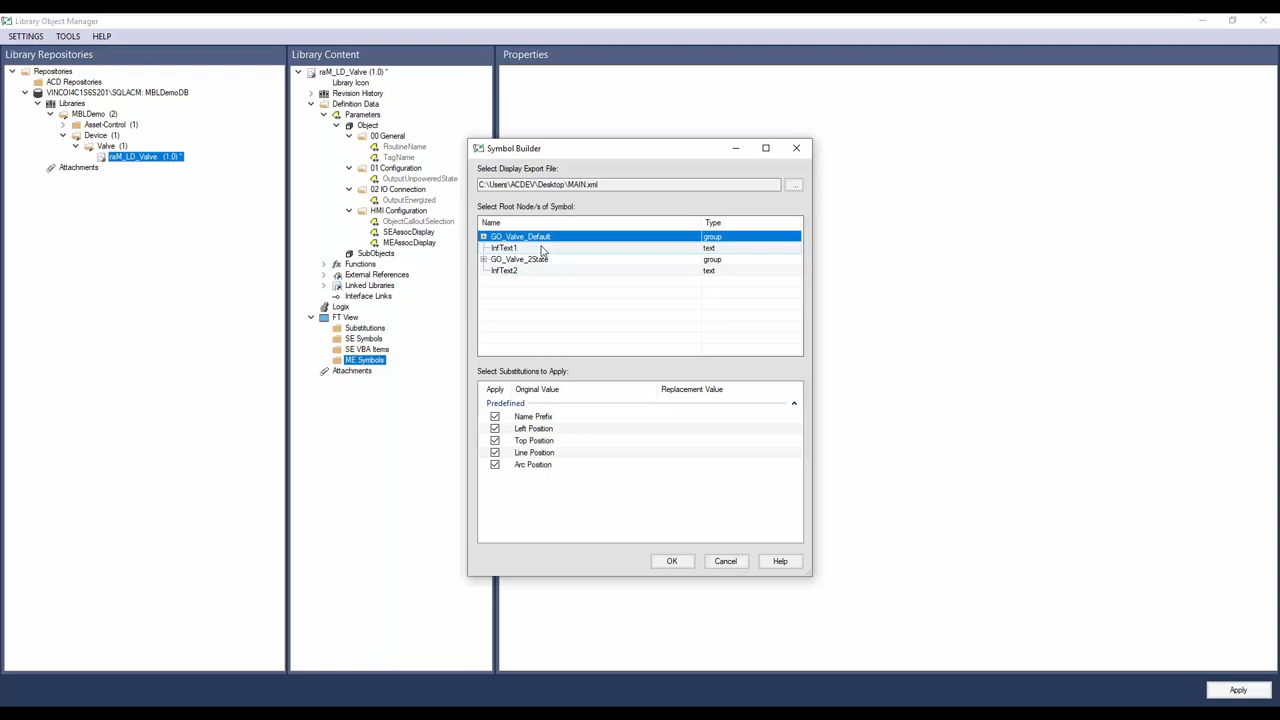 Library Object Manager
SETTINGS TOOLS HELP
Library Repositories
Repositories
ACD Repositories
VINCOI4C1S6S201\SQLACM: MBLDemoDB
Libraries
MBLDemo (2)
Asset-Control (1)
Device (1)
Valve (1)
raM_LD_Valve (1.0) *
Attachments
Library Content
raM_LD_Valve (1.0) *
Library Icon
Revision History
Definition Data
Parameters
Object
00 General
RoutineName
TagName
01 Configuration
OutputUnpoweredState
02 IO Connection
OutputEnergized
HMI Configuration
ObjectCalloutSelection
SEAssocDisplay
MEAssocDisplay
SubObjects
Functions
External References
Linked Libraries
Interface Links
Logix
FT View
Substitutions
SE Symbols
SE VBA Items
ME Symbols
Attachments
Properties
Symbol Builder
Select Display Export File:
C:\Users\ACDEV\Desktop\MAIN.xml
...
Select Root Node/s of Symbol:
Name Type
GO_Valve_Default group
InfText1 text
GO_Valve_2State group
InfText2 text
Select Substitutions to Apply:
Apply Original Value Replacement Value
Predefined
Name Prefix
Left Position
Top Position
Line Position
Arc Position
OK Cancel Help
Apply